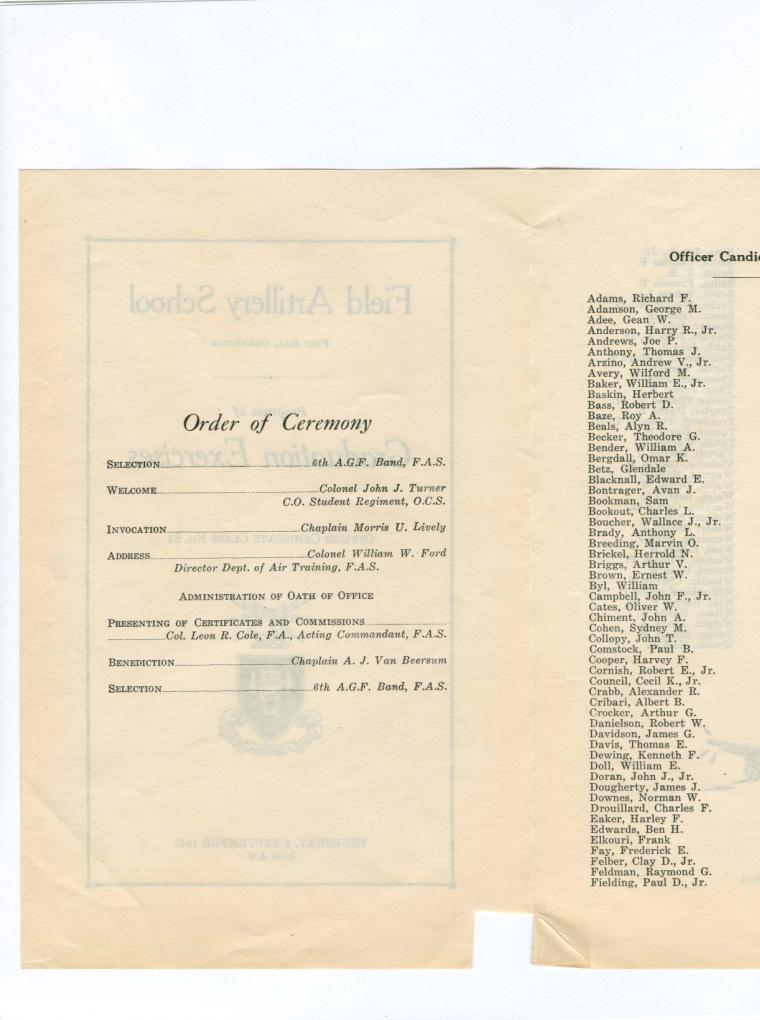 Order of Ceremony
SELECTION 6th A.G.F. Band, F.A.S.
WELCOME Colonel John J. Turner
C.O. Student Regiment, O.C.S.
INVOCATION Chaplain Morris U. Lively
ADDRESS Colonel William W. Ford
Director Dept. of Air Training, F.A.S.
ADMINISTRATION OF OATH OF OFFICE
PRESENTING OF CERTIFICATES AND COMMISSIONS
Col. Leon R. Cole, F.A., Acting Commandant, F.A.S.
BENEDICTION Chaplain A. J. Van Beersum
SELECTION 6th A.G.F. Band, F.A.S.
Officer Candi
Adams, Richard F.
Adamson, George M.
Adee, Gean W.
Anderson, Harry R., Jr.
Andrews, Joe P.
Anthony, Thomas J.
Arzino, Andrew V., Jr.
Avery, Wilford M.
Baker, William E., Jr.
Baskin, Herbert
Bass, Robert D.
Baze, Roy A.
Beals, Alyn R.
Becker, Theodore G.
Bender, William A.
Bergdall, Omar K.
Betz, Glendale
Blacknall, Edward E.
Bontrager, Avan J.
Bookman, Sam
Bookout, Charles L.
Boucher, Wallace J., Jr.
Brady, Anthony L.
Breeding, Marvin O.
Brickel, Herrold N.
Briggs, Arthur V.
Brown, Ernest W.
Byl, William
Campbell, John F., Jr.
Cates, Oliver W.
Chiment, John A.
Cohen, Sydney M.
Collopy, John T.
Comstock, Paul B.
Cooper, Harvey F.
Cornish, Robert E., Jr.
Council, Cecil K., Jr.
Crabb, Alexander R.
Cribari, Albert B.
Crocker, Arthur G.
Danielson, Robert W.
Davidson, James G.
Davis, Thomas E.
Dewing, Kenneth F.
Doll, William E.
Doran, John J., Jr.
Dougherty, James J.
Downes, Norman W.
Drouillard, Charles F.
Eaker, Harley F.
Edwards, Ben H.
Elkouri, Frank
Fay, Frederick E.
Felber, Clay D., Jr.
Feldman, Raymond G.
Fielding, Paul D., Jr.